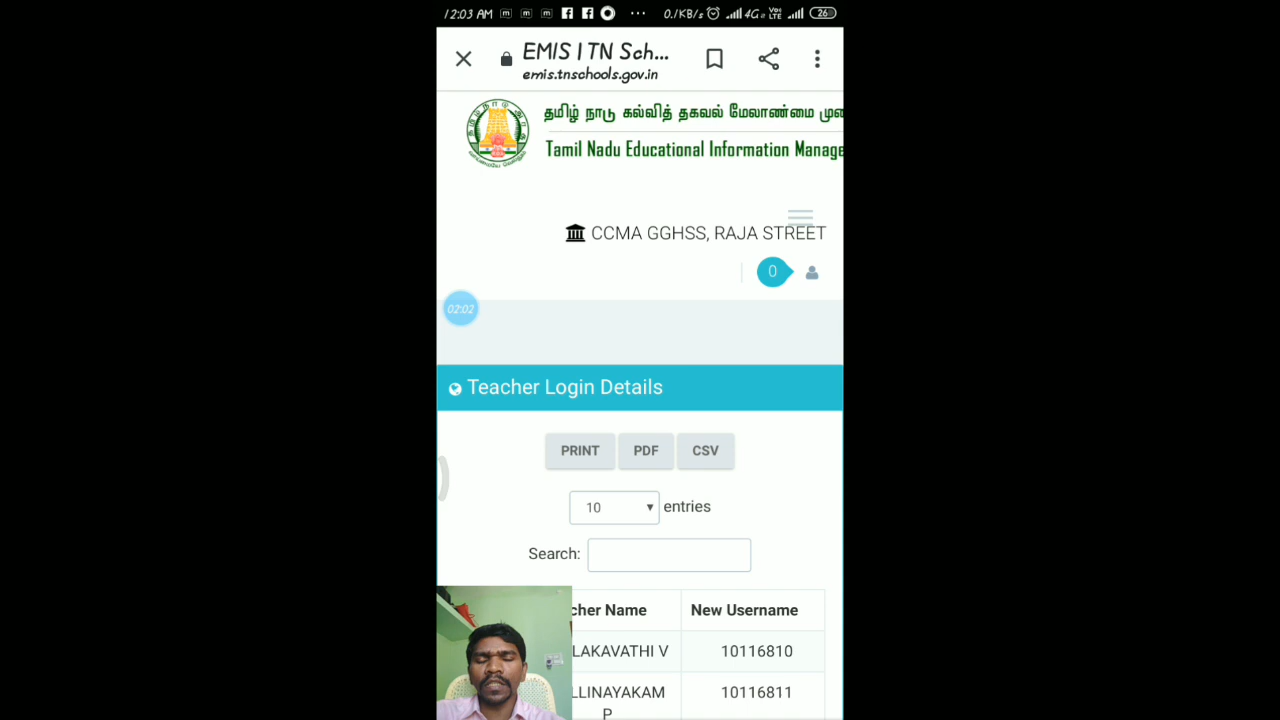 12:03 AM
0.1KB/s 4G Vo LTE 26
EMIS | TN Sch...
emis.tnschools.gov.in
தமிழ் நாடு கல்வித் தகவல் மேலாண்மை
Tamil Nadu Educational Information Manage
CCMA GGHSS, RAJA STREET
0
02:02
Teacher Login Details
PRINT PDF CSV
10 entries
Search:
cher Name New Username
LAKAVATHI V 10116810
LLINAYAKAM 10116811
P